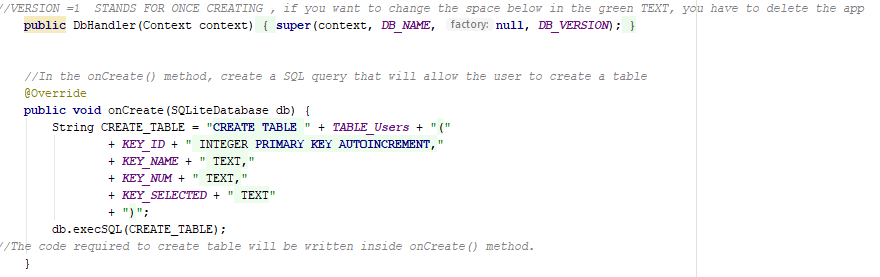 //VERSION =1  STANDS FOR ONCE CREATING , if you want to change the space below in the green TEXT, you have to delete the app
public DbHandler(Context context) { super(context, DB_NAME, factory: null, DB_VERSION); }
//In the onCreate() method, create a SQL query that will allow the user to create a table
@Override
public void onCreate(SQLiteDatabase db) {
String CREATE_TABLE = "CREATE TABLE " + TABLE_Users + "("
+ KEY_ID + " INTEGER PRIMARY KEY AUTOINCREMENT,"
+ KEY_NAME + " TEXT,"
+ KEY_NUM + " TEXT,"
+ KEY_SELECTED + " TEXT"
+ ")";
db.execSQL(CREATE_TABLE);
//The code required to create table will be written inside onCreate() method.
}